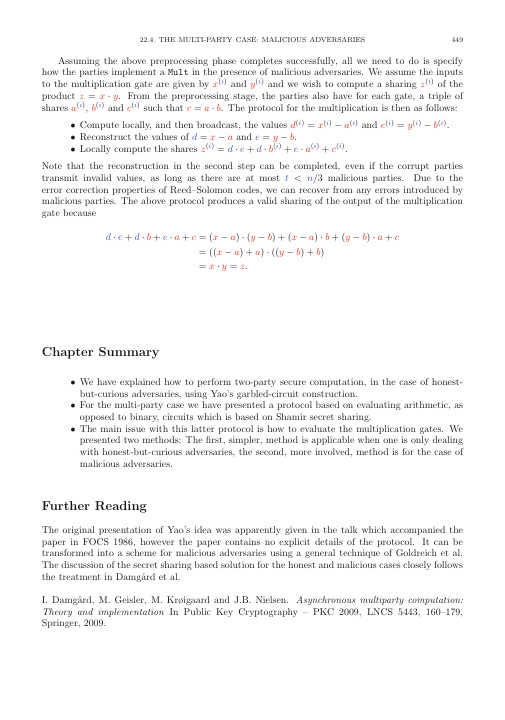 22.4. THE MULTI-PARTY CASE: MALICIOUS ADVERSARIES 449
Assuming the above preprocessing phase completes successfully, all we need to do is specify
how the parties implement a Mult in the presence of malicious adversaries. We assume the inputs
to the multiplication gate are given by x⁽ⁱ⁾ and y⁽ⁱ⁾ and we wish to compute a sharing z⁽ⁱ⁾ of the
product z = x · y. From the preprocessing stage, the parties also have for each gate, a triple of
shares a⁽ⁱ⁾, b⁽ⁱ⁾ and c⁽ⁱ⁾ such that c = a · b. The protocol for the multiplication is then as follows:
• Compute locally, and then broadcast, the values d⁽ⁱ⁾ = x⁽ⁱ⁾ − a⁽ⁱ⁾ and e⁽ⁱ⁾ = y⁽ⁱ⁾ − b⁽ⁱ⁾.
• Reconstruct the values of d = x − a and e = y − b.
• Locally compute the shares z⁽ⁱ⁾ = d · e + d · b⁽ⁱ⁾ + e · a⁽ⁱ⁾ + c⁽ⁱ⁾.
Note that the reconstruction in the second step can be completed, even if the corrupt parties
transmit invalid values, as long as there are at most t < n/3 malicious parties. Due to the
error correction properties of Reed–Solomon codes, we can recover from any errors introduced by
malicious parties. The above protocol produces a valid sharing of the output of the multiplication
gate because
d · e + d · b + e · a + c = (x − a) · (y − b) + (x − a) · b + (y − b) · a + c
= ((x − a) + a) · ((y − b) + b)
= x · y = z.
Chapter Summary
• We have explained how to perform two-party secure computation, in the case of honest-
but-curious adversaries, using Yao's garbled-circuit construction.
• For the multi-party case we have presented a protocol based on evaluating arithmetic, as
opposed to binary, circuits which is based on Shamir secret sharing.
• The main issue with this latter protocol is how to evaluate the multiplication gates. We
presented two methods: The first, simpler, method is applicable when one is only dealing
with honest-but-curious adversaries, the second, more involved, method is for the case of
malicious adversaries.
Further Reading
The original presentation of Yao's idea was apparently given in the talk which accompanied the
paper in FOCS 1986, however the paper contains no explicit details of the protocol. It can be
transformed into a scheme for malicious adversaries using a general technique of Goldreich et al.
The discussion of the secret sharing based solution for the honest and malicious cases closely follows
the treatment in Damgård et al.
I. Damgård, M. Geisler, M. Krøigaard and J.B. Nielsen. Asynchronous multiparty computation:
Theory and implementation In Public Key Cryptography – PKC 2009, LNCS 5443, 160–179,
Springer, 2009.